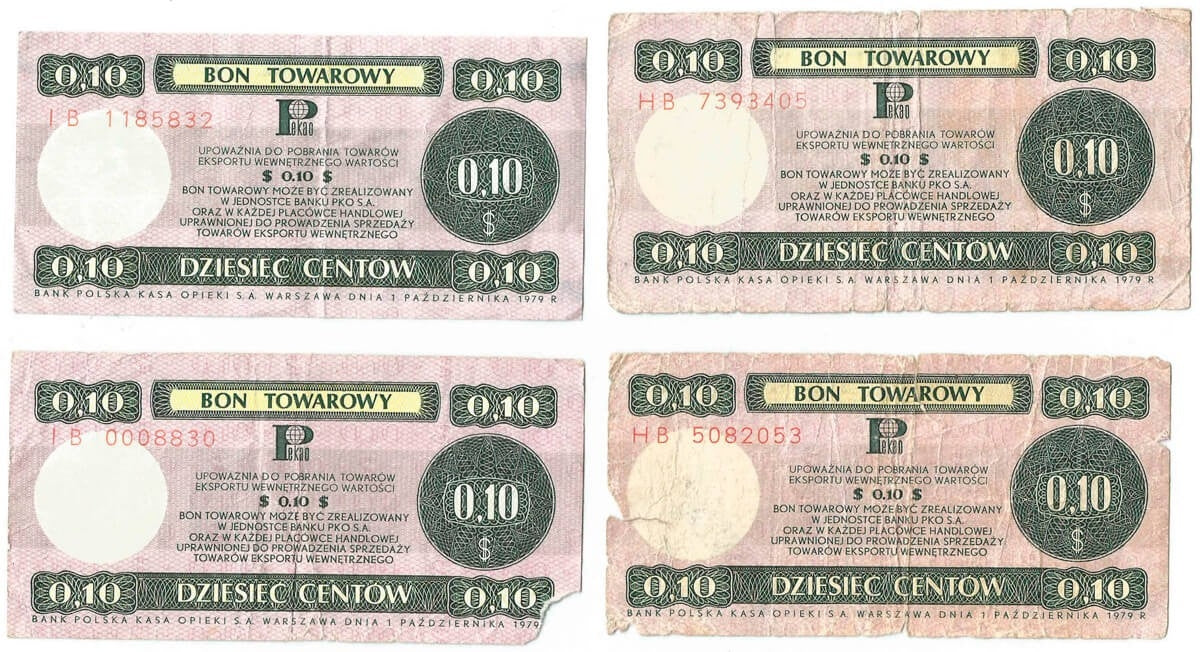 0,10 BON TOWAROWY 0,10
IB 1185832
Pekao
UPOWAŻNIA DO POBRANIA TOWARÓW
EKSPORTU WEWNĘTRZNEGO WARTOŚCI
$ 0.10 $
BON TOWAROWY MOŻE BYĆ ZREALIZOWANY
W JEDNOSTCE BANKU PKO S.A.
ORAZ W KAŻDEJ PLACÓWCE HANDLOWEJ
UPRAWNIONEJ DO PROWADZENIA SPRZEDAŻY
TOWARÓW EKSPORTU WEWNĘTRZNEGO
0,10
$
0,10 DZIESIĘĆ CENTÓW 0,10
BANK POLSKA KASA OPIEKI S.A. WARSZAWA DNIA 1 PAŹDZIERNIKA 1979 R
0,10 BON TOWAROWY 0,10
HB 7393405
Pekao
UPOWAŻNIA DO POBRANIA TOWARÓW
EKSPORTU WEWNĘTRZNEGO WARTOŚCI
$ 0.10 $
BON TOWAROWY MOŻE BYĆ ZREALIZOWANY
W JEDNOSTCE BANKU PKO S.A.
ORAZ W KAŻDEJ PLACÓWCE HANDLOWEJ
UPRAWNIONEJ DO PROWADZENIA SPRZEDAŻY
TOWARÓW EKSPORTU WEWNĘTRZNEGO
0,10
$
0,10 DZIESIĘĆ CENTÓW 0,10
BANK POLSKA KASA OPIEKI S.A. WARSZAWA DNIA 1 PAŹDZIERNIKA 1979 R
0,10 BON TOWAROWY 0,10
IB 0008830
Pekao
UPOWAŻNIA DO POBRANIA TOWARÓW
EKSPORTU WEWNĘTRZNEGO WARTOŚCI
$ 0.10 $
BON TOWAROWY MOŻE BYĆ ZREALIZOWANY
W JEDNOSTCE BANKU PKO S.A.
ORAZ W KAŻDEJ PLACÓWCE HANDLOWEJ
UPRAWNIONEJ DO PROWADZENIA SPRZEDAŻY
TOWARÓW EKSPORTU WEWNĘTRZNEGO
0,10
$
0,10 DZIESIĘĆ CENTÓW 0,10
BANK POLSKA KASA OPIEKI S.A. WARSZAWA DNIA 1 PAŹDZIERNIKA 1979
0,10 BON TOWAROWY 0,10
HB 5082053
Pekao
UPOWAŻNIA DO POBRANIA TOWARÓW
EKSPORTU WEWNĘTRZNEGO WARTOŚCI
$ 0.10 $
BON TOWAROWY MOŻE BYĆ ZREALIZOWANY
W JEDNOSTCE BANKU PKO S.A.
ORAZ W KAŻDEJ PLACÓWCE HANDLOWEJ
UPRAWNIONEJ DO PROWADZENIA SPRZEDAŻY
TOWARÓW EKSPORTU WEWNĘTRZNEGO
0,10
$
0,10 DZIESIĘĆ CENTÓW 0,10
BANK POLSKA KASA OPIEKI S.A. WARSZAWA DNIA 1 PAŹDZIERNIKA 1979 R